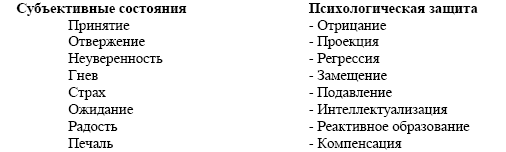 Субъективные состояния Психологическая защита
Принятие - Отрицание
Отвержение - Проекция
Неуверенность - Регрессия
Гнев - Замещение
Страх - Подавление
Ожидание - Интеллектуализация
Радость - Реактивное образование
Печаль - Компенсация